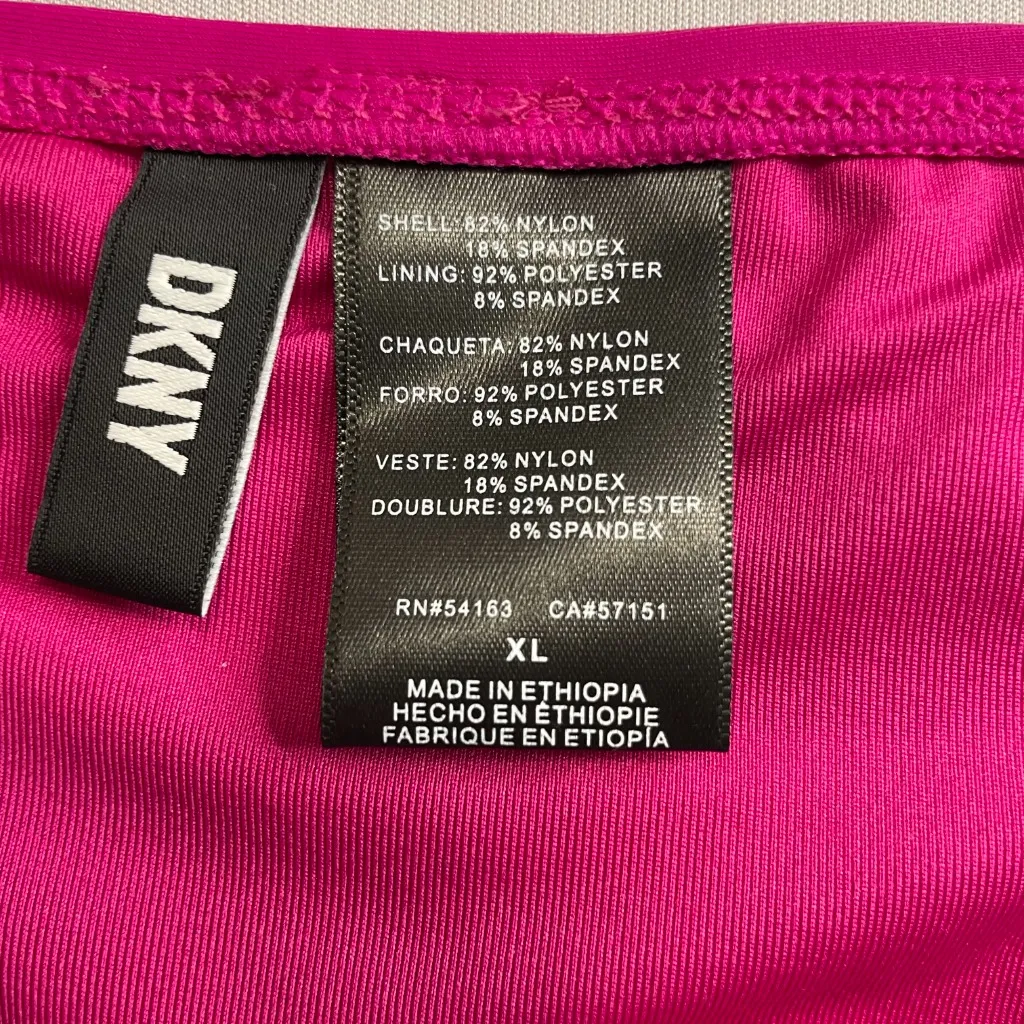 DKNY
SHELL: 82% NYLON
18% SPANDEX
LINING: 92% POLYESTER
8% SPANDEX
CHAQUETA: 82% NYLON
18% SPANDEX
FORRO: 92% POLYESTER
8% SPANDEX
VESTE: 82% NYLON
18% SPANDEX
DOUBLURE: 92% POLYESTER
8% SPANDEX
RN#54163 CA#57151
XL
MADE IN ETHIOPIA
HECHO EN ÉTHIOPIE
FABRIQUE EN ETIOPÍA